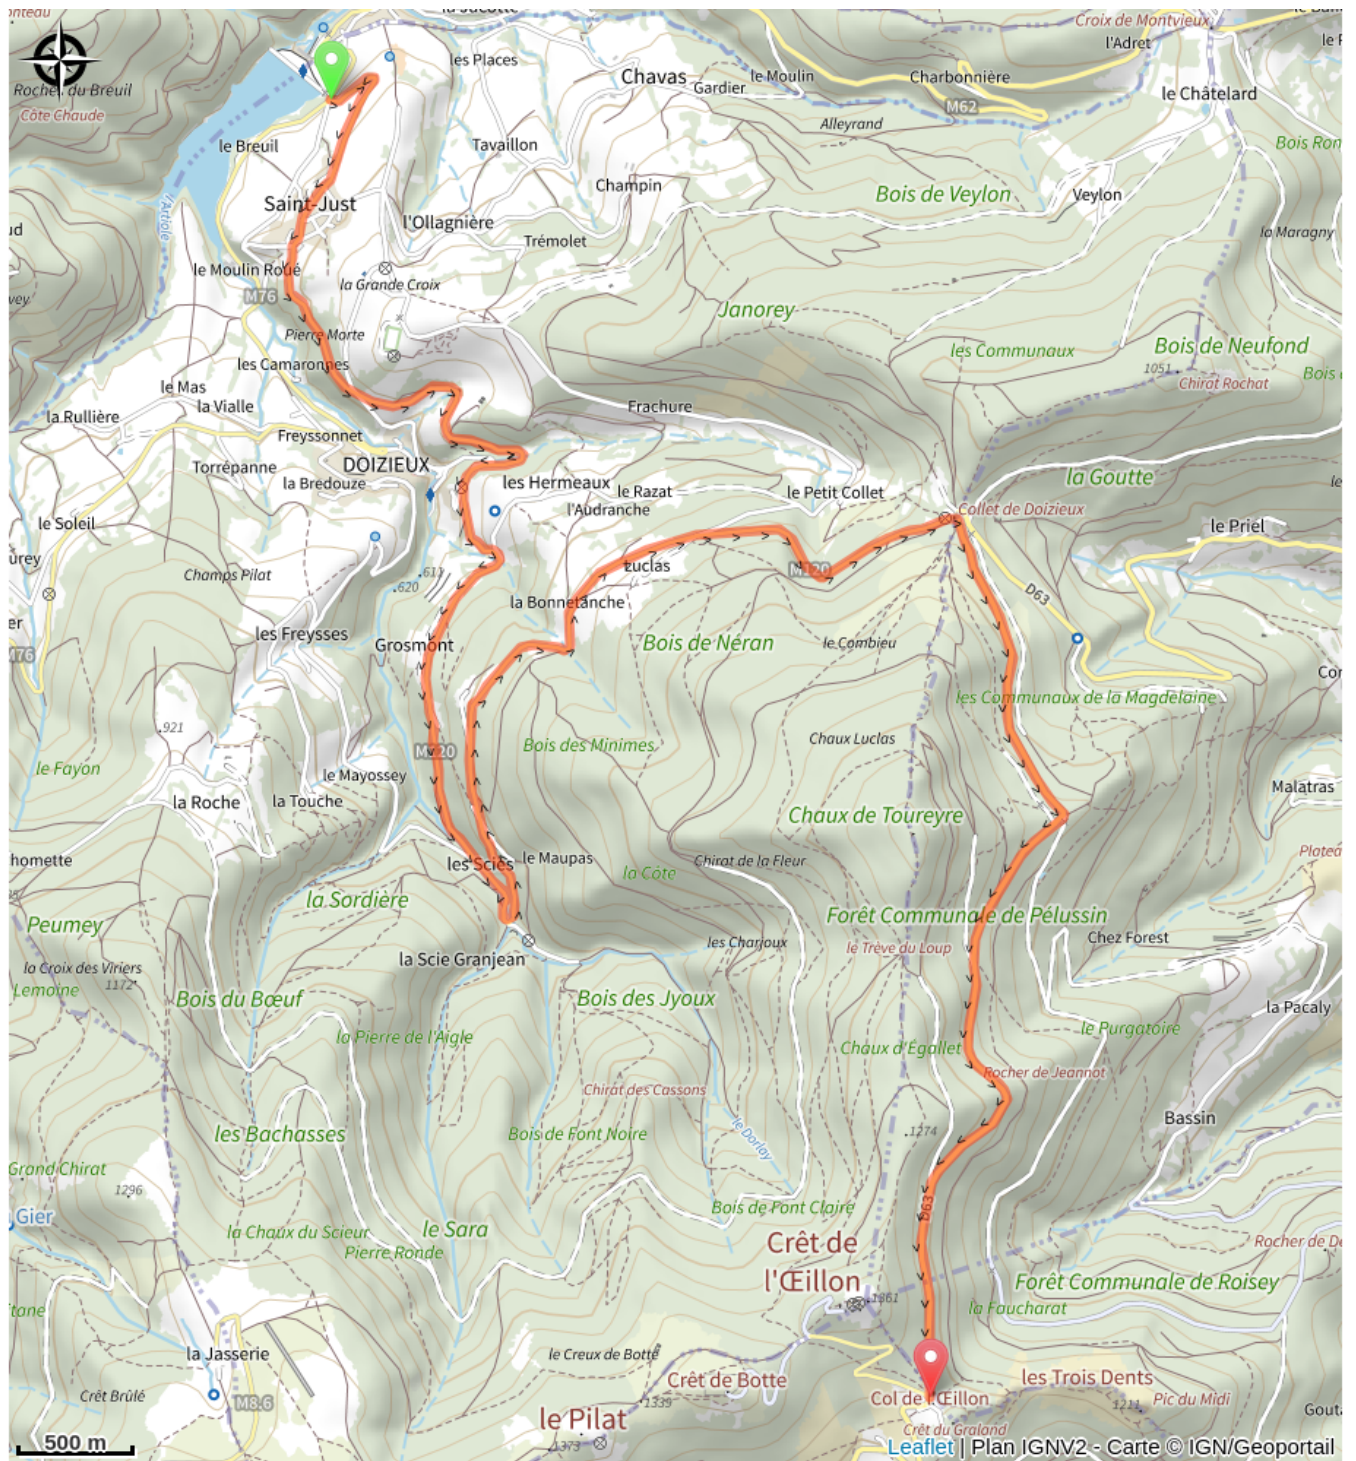 la Jacotte
Croix de Montvieux
l'Adret
les Places
Chavas
Gardier
le Moulin
Charbonnière
M62
le Châtelard
Rocher du Breuil
Côte Chaude
le Breuil
Tavaillon
Alleyrand
Champin
Bois de Veylon
Veylon
l'Artiole
Saint-Just
l'Ollagnière
Trémolet
la Maragny
le Moulin Roué
la Grande Croix
M76
Pierre Morte
Janorey
les Communaux
Bois de Neufond
1051
Chirat Rochat
les Camaronnes
le Mas
la Vialle
la Rullière
Frachure
Freyssonnet
Torrépanne
DOIZIEUX
la Bredouze
les Hermeaux
le Razat
l'Audranche
le Petit Collet
la Goutte
Collet de Doizieux
le Soleil
le Priel
Champs Pilat
613
620
Luclas
M120
D63
la Bonnetanche
les Freysses
Grosmont
Bois de Néran
le Combieu
M76
les Communaux de la Magdelaine
921
M120
Bois des Minimes
Chaux Luclas
le Fayon
le Mayossey
la Roche
la Touche
Chaux de Toureyre
Malatras
les Sciés
le Maupas
Chirat de la Fleur
la Côte
la Sordière
Peumey
Forêt Communale de Pélussin
Chez Forest
le Trève du Loup
les Charjoux
la Scie Granjean
la Croix des Viriers
1172
Lemoine
Bois du Bœuf
Bois des Jyoux
la Pacaly
la Pierre de l'Aigle
le Purgatoire
Chaux d'Égallet
Rocher de Jeannot
Chirat des Cassons
Bassin
les Bachasses
Bois de Font Noire
le Dorlay
1274
Grand Chirat
1296
Gier
la Chaux du Scieur
Pierre Ronde
le Sara
Bois de Font Claire
D63
Crêt de
l'Œillon
1361
Forêt Communale de Roisey
la Faucharat
la Jasserie
le Creux de Botte
Crêt de Botte
1339
Crêt Brûlé
M8.6
Col de l'Œillon
les Trois Dents
Pic du Midi
1211
le Pilat
1373
Crêt du Graland
500 m
Leaflet | Plan IGNV2 - Carte © IGN/Geoportail